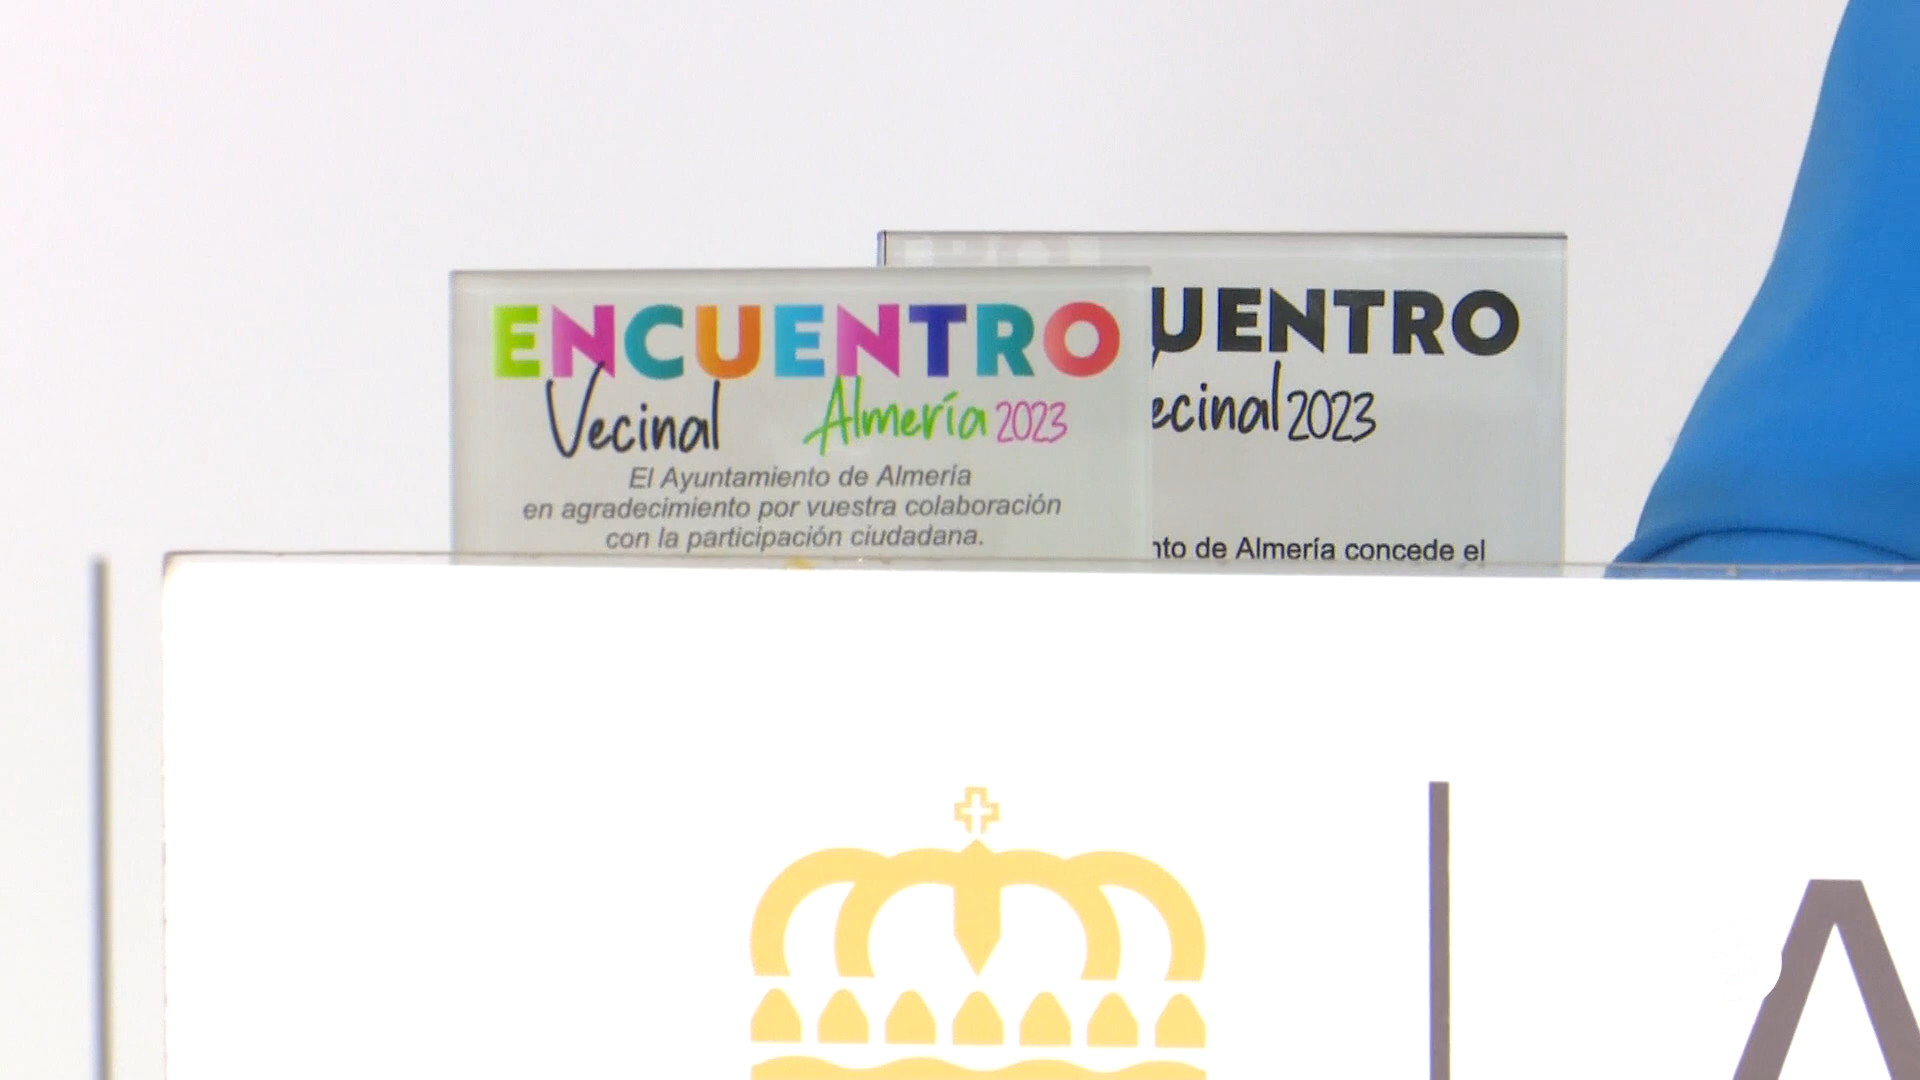 ENCUENTRO
Vecinal Almería 2023
El Ayuntamiento de Almería
en agradecimiento por vuestra colaboración
con la participación ciudadana.
UENTRO
ecinal 2023
nto de Almería concede el
A